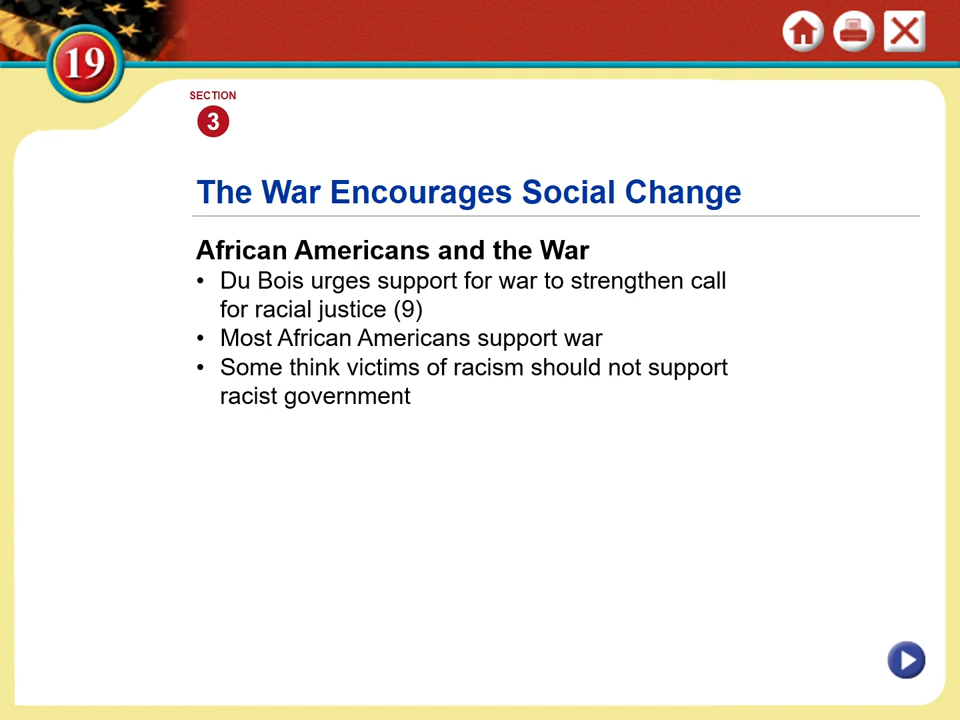 19
SECTION
3
The War Encourages Social Change
African Americans and the War
• Du Bois urges support for war to strengthen call
for racial justice (9)
• Most African Americans support war
• Some think victims of racism should not support
racist government